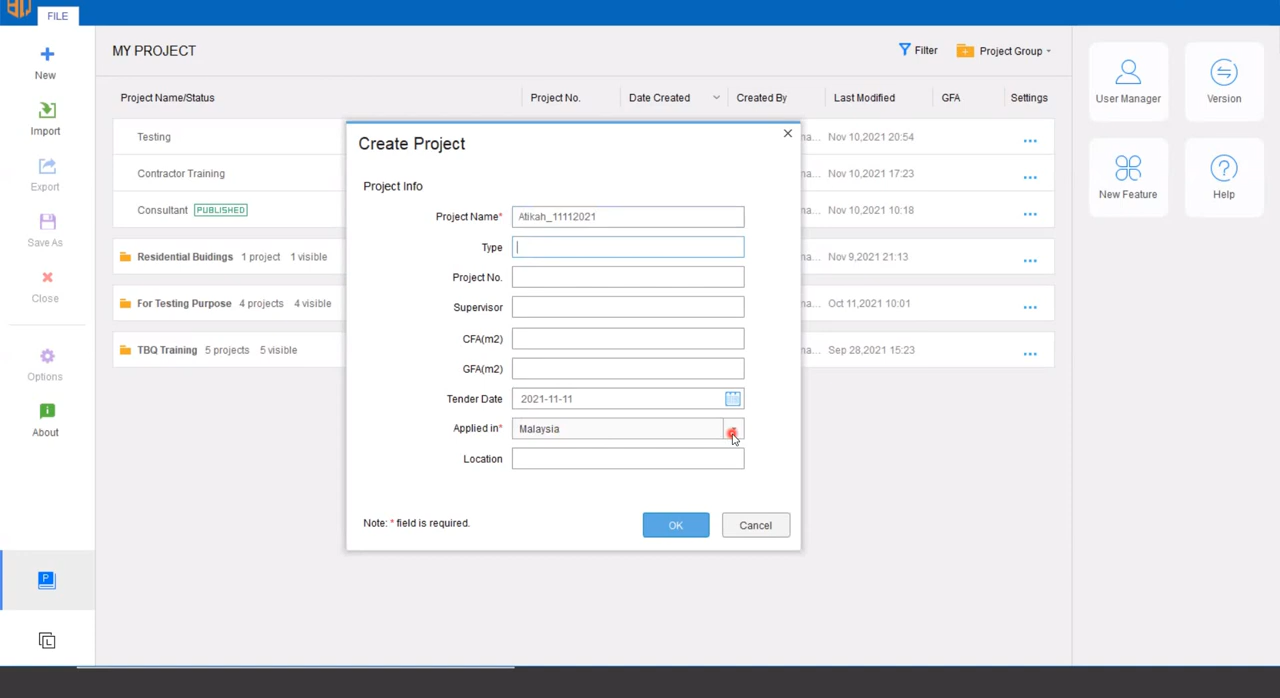 FILE
New
Import
Export
Save As
Close
Options
About
MY PROJECT
Filter
Project Group
Project Name/Status Project No. Date Created Created By Last Modified GFA Settings
Testing Nov 10,2021 20:54
Contractor Training Nov 10,2021 17:23
Consultant PUBLISHED Nov 10,2021 10:18
Residential Buidings 1 project 1 visible Nov 9,2021 21:13
For Testing Purpose 4 projects 4 visible Oct 11,2021 10:01
TBQ Training 5 projects 5 visible Sep 28,2021 15:23
Create Project
Project Info
Project Name* Atikah_11112021
Type
Project No.
Supervisor
CFA(m2)
GFA(m2)
Tender Date 2021-11-11
Applied in* Malaysia
Location
Note: * field is required.
OK
Cancel
User Manager
Version
New Feature
Help